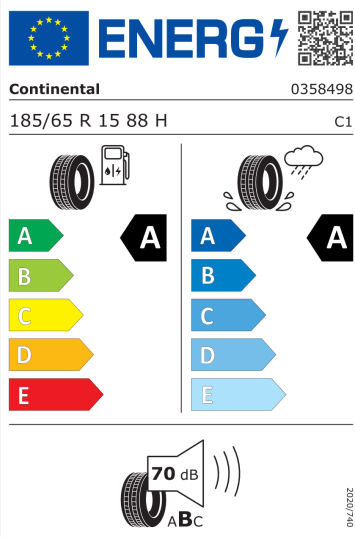 ENERG
Continental 0358498
185/65 R 15 88 H C1
A A A A
B B
C C
D D
E E
70 dB
ABC
2020/740